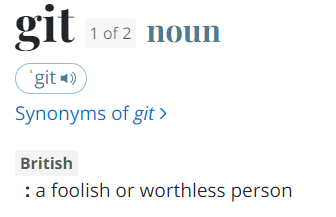 git 1 of 2 noun
ˈgit
Synonyms of git >
British
: a foolish or worthless person